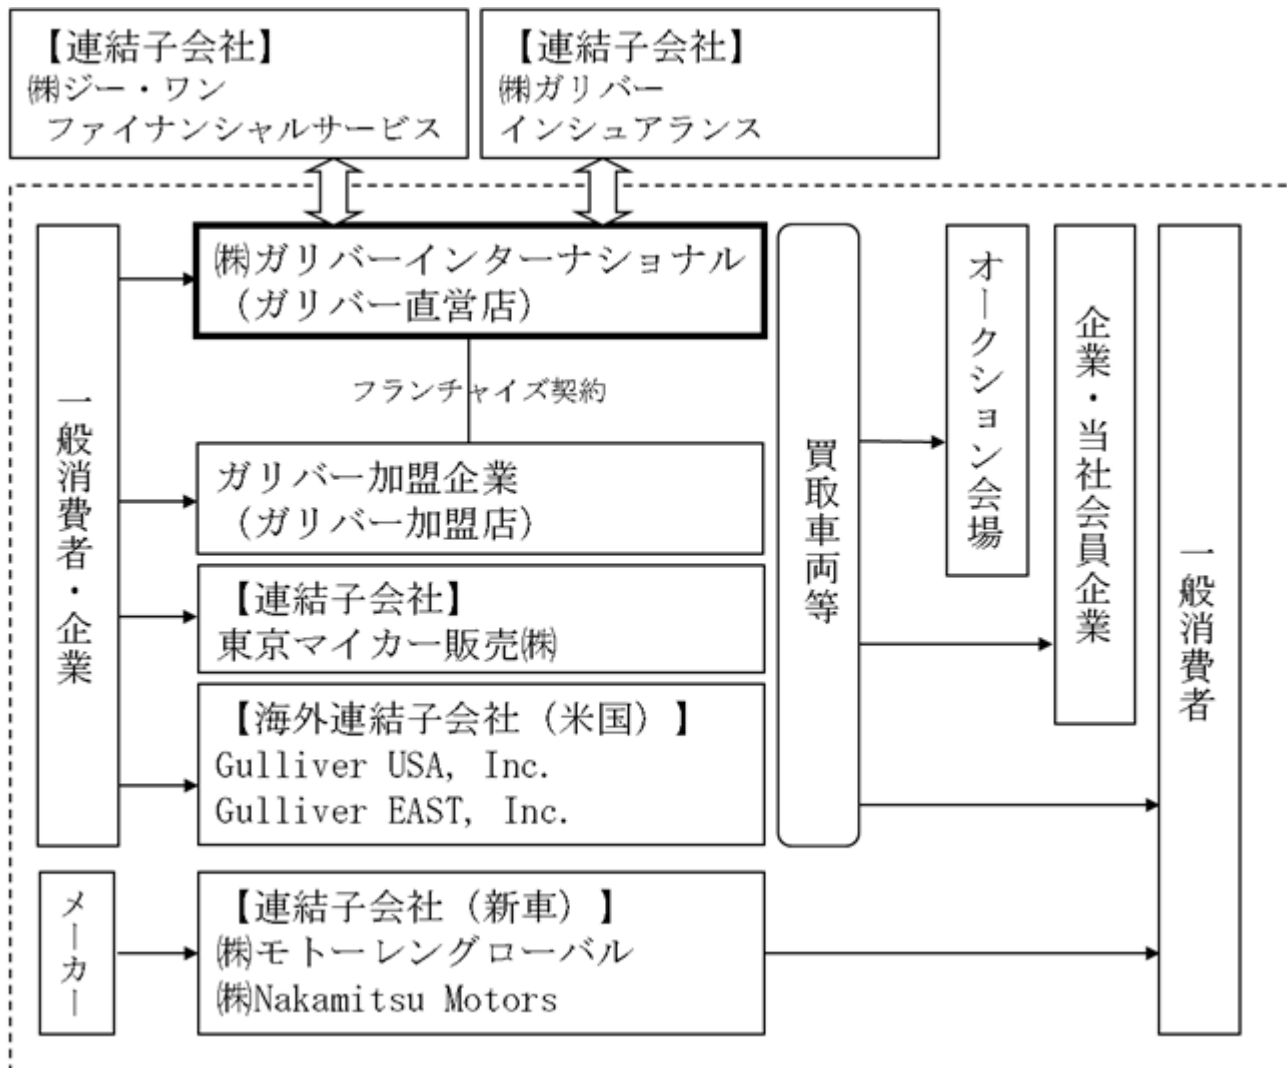 【連結子会社】
㈱ジー・ワン
ファイナンシャルサービス
【連結子会社】
㈱ガリバー
インシュアランス
一般消費者・企業
㈱ガリバーインターナショナル
(ガリバー直営店)
フランチャイズ契約
ガリバー加盟企業
(ガリバー加盟店)
【連結子会社】
東京マイカー販売㈱
【海外連結子会社(米国)】
Gulliver USA, Inc.
Gulliver EAST, Inc.
買取車両等
オークション会場
企業・当社会員企業
一般消費者
メーカー
【連結子会社(新車)】
㈱モトーレングローバル
㈱Nakamitsu Motors